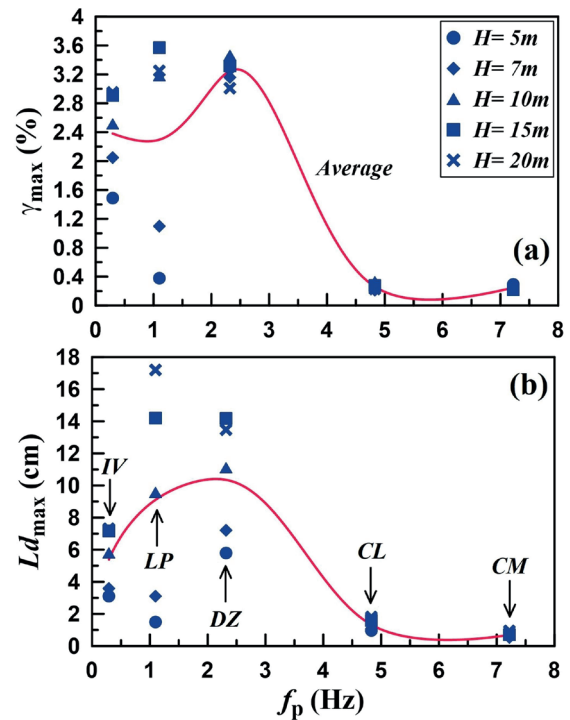 4
3.6
3.2
2.8
2.4
2
1.6
1.2
0.8
0.4
0
γmax (%)
H= 5m
H= 7m
H= 10m
H= 15m
H= 20m
Average
(a)
0 1 2 3 4 5 6 7 8
18
16
14
12
10
8
6
4
2
0
Ldmax (cm)
(b)
IV
LP
DZ
CL
CM
0 1 2 3 4 5 6 7 8
fp (Hz)